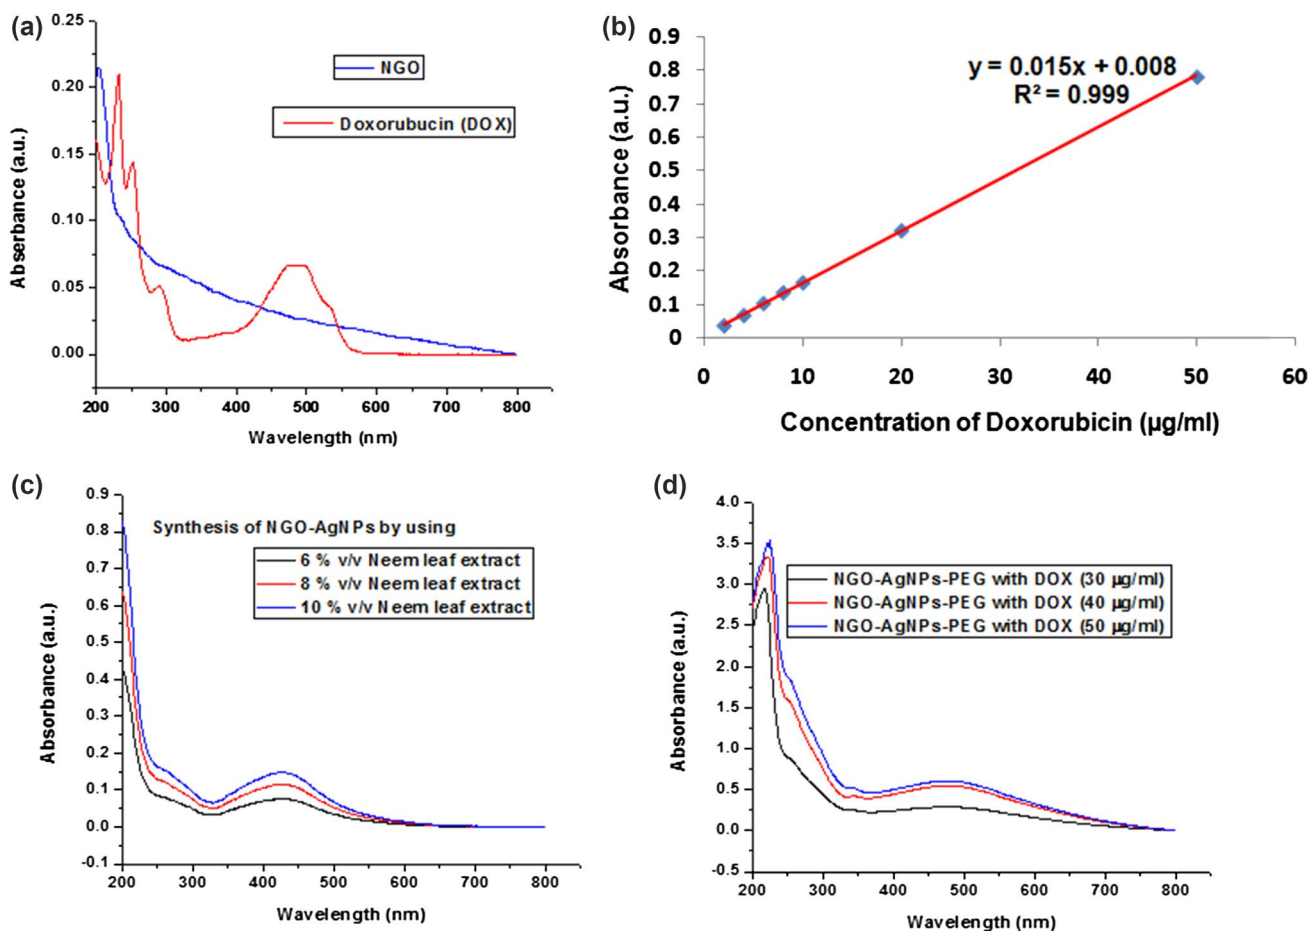 (a)
0.25
0.20
0.15
0.10
0.05
0.00
Abserbance (a.u.)
NGO
Doxorubucin (DOX)
200 300 400 500 600 700 800
Wavelength (nm)
(b)
0.9
0.8
0.7
0.6
0.5
0.4
0.3
0.2
0.1
0
Absorbance (a.u.)
y = 0.015x + 0.008
R² = 0.999
0 10 20 30 40 50 60
Concentration of Doxorubicin (µg/ml)
(c)
0.9
0.8
0.7
0.6
0.5
0.4
0.3
0.2
0.1
0.0
-0.1
Absorbance (a.u.)
Synthesis of NGO-AgNPs by using
6 % v/v Neem leaf extract
8 % v/v Neem leaf extract
10 % v/v Neem leaf extract
200 300 400 500 600 700 800
Wavelength (nm)
(d)
4.0
3.5
3.0
2.5
2.0
1.5
1.0
0.5
0.0
-0.5
Absorbance (a.u.)
NGO-AgNPs-PEG with DOX (30 µg/ml)
NGO-AgNPs-PEG with DOX (40 µg/ml)
NGO-AgNPs-PEG with DOX (50 µg/ml)
200 300 400 500 600 700 800
Wavelength (nm)